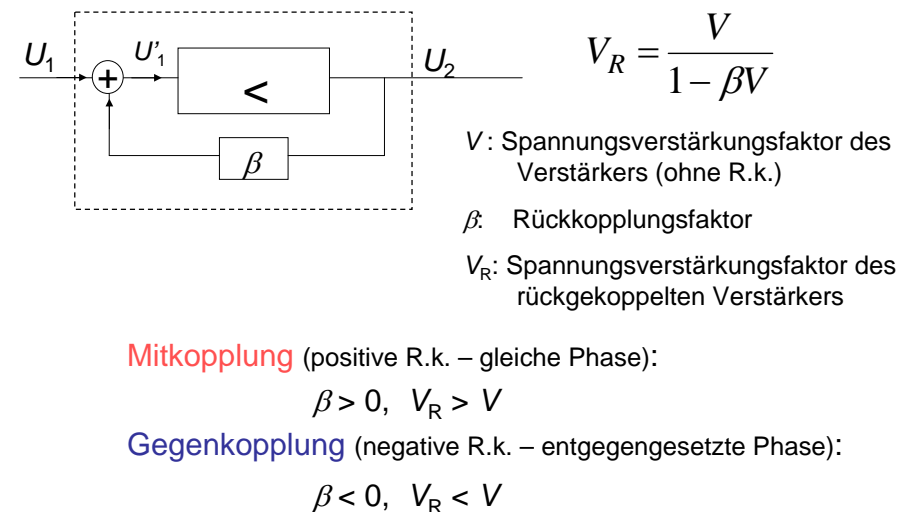 U₁
U'₁
+
<
U₂
β
V_R = V / (1 − βV)
V : Spannungsverstärkungsfaktor des
Verstärkers (ohne R.k.)
β: Rückkopplungsfaktor
V_R: Spannungsverstärkungsfaktor des
rückgekoppelten Verstärkers
Mitkopplung (positive R.k. – gleiche Phase):
β > 0, V_R > V
Gegenkopplung (negative R.k. – entgegengesetzte Phase):
β < 0, V_R < V